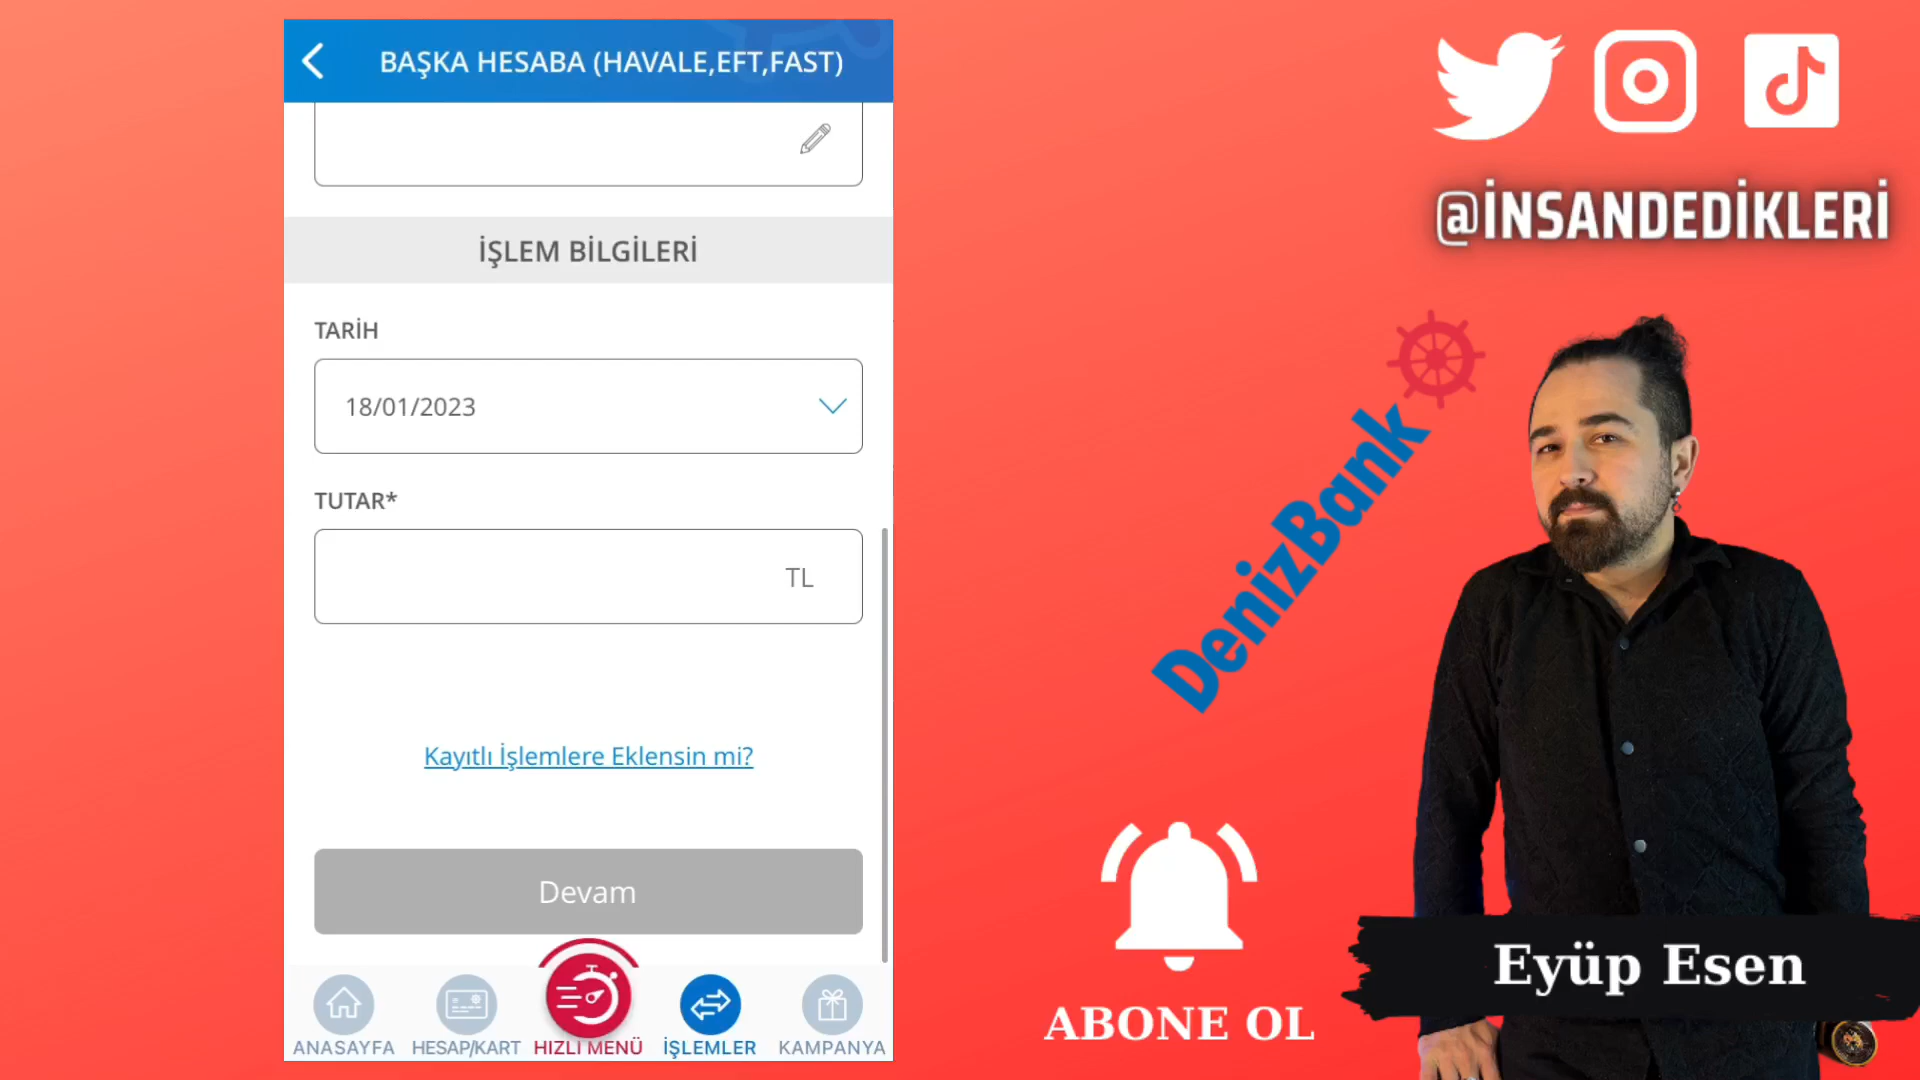 BAŞKA HESABA (HAVALE,EFT,FAST)
İŞLEM BİLGİLERİ
TARİH
18/01/2023
TUTAR*
TL
Kayıtlı İşlemlere Eklensin mi?
Devam
ANASAYFA
HESAP/KART
HIZLI MENÜ
İŞLEMLER
KAMPANYA
@İNSANDEDİKLERİ
DenizBank
ABONE OL
Eyüp Esen